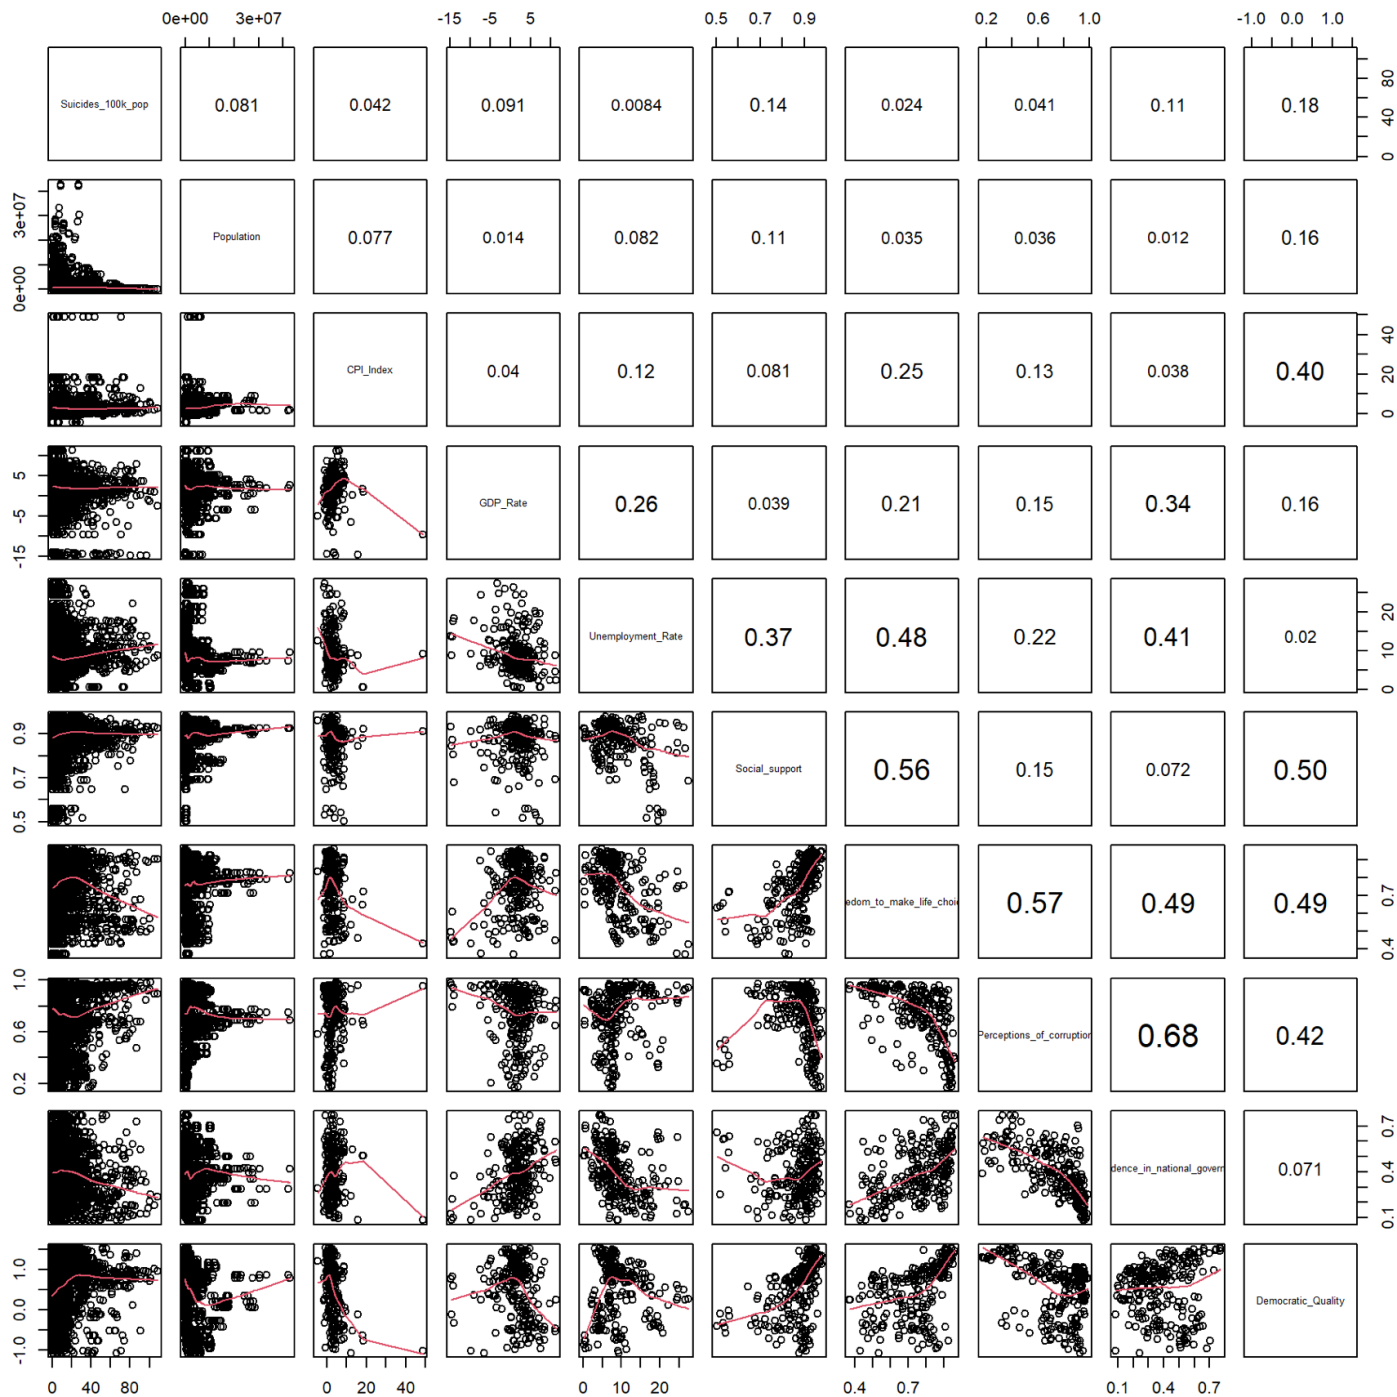 0e+00 3e+07 -15 -5 5 0.5 0.7 0.9 0.2 0.6 1.0 -1.0 0.0 1.0
Suicides_100k_pop 0.081 0.042 0.091 0.0084 0.14 0.024 0.041 0.11 0.18 0 40 80
0e+00 3e+07 Population 0.077 0.014 0.082 0.11 0.035 0.036 0.012 0.16
CPI_Index 0.04 0.12 0.081 0.25 0.13 0.038 0.40 0 20 40
-15 -5 5 GDP_Rate 0.26 0.039 0.21 0.15 0.34 0.16
Unemployment_Rate 0.37 0.48 0.22 0.41 0.02 0 10 20
0.5 0.7 0.9 Social_support 0.56 0.15 0.072 0.50
edom_to_make_life_choi 0.57 0.49 0.49 0.4 0.7
0.2 0.6 1.0 Perceptions_of_corruption 0.68 0.42
dence_in_national_govern 0.071 0.1 0.4 0.7
-1.0 0.0 1.0 Democratic_Quality
0 40 80 0 20 40 0 10 20 0.4 0.7 0.1 0.4 0.7